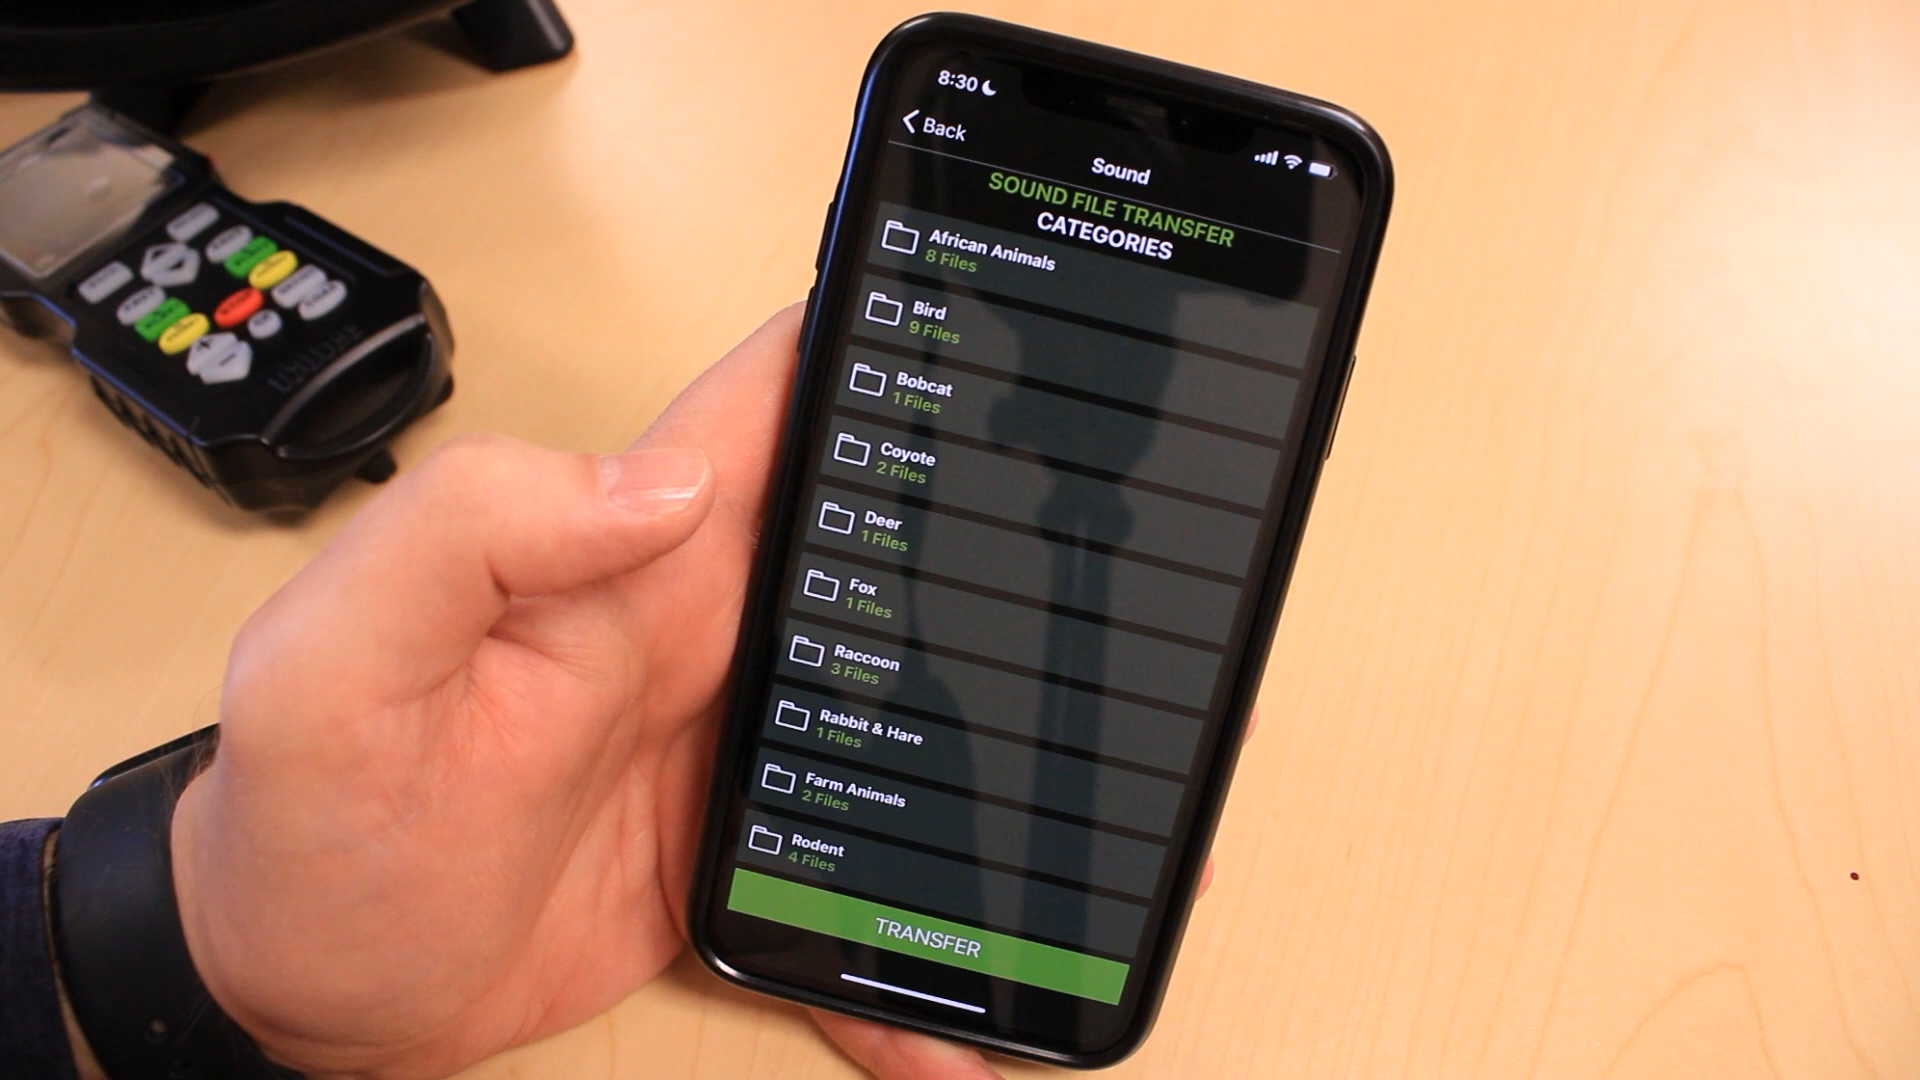 8:30
Back
Sound
SOUND FILE TRANSFER
CATEGORIES
African Animals
8 Files
Bird
9 Files
Bobcat
1 Files
Coyote
2 Files
Deer
1 Files
Fox
1 Files
Raccoon
3 Files
Rabbit & Hare
1 Files
Farm Animals
2 Files
Rodent
4 Files
TRANSFER